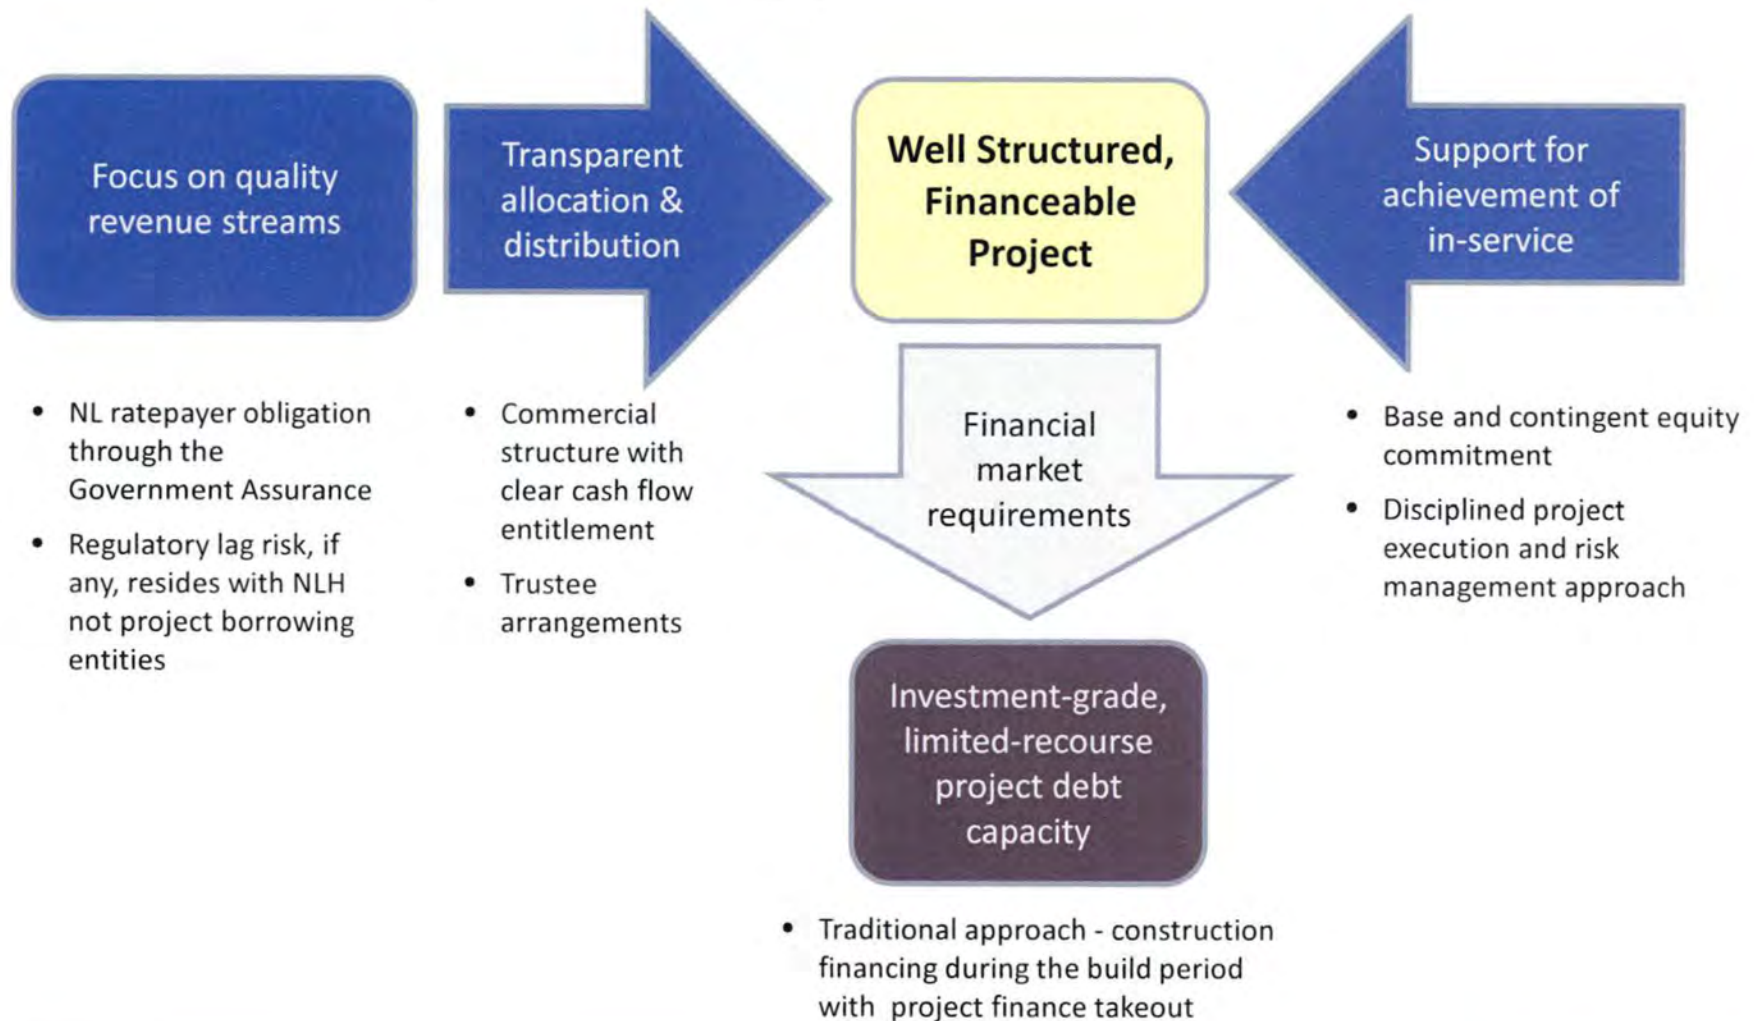 Focus on quality
revenue streams
Transparent
allocation &
distribution
Well Structured,
Financeable
Project
Support for
achievement of
in-service
• NL ratepayer obligation
through the
Government Assurance
• Regulatory lag risk, if
any, resides with NLH
not project borrowing
entities
• Commercial
structure with
clear cash flow
entitlement
• Trustee
arrangements
Financial
market
requirements
• Base and contingent equity
commitment
• Disciplined project
execution and risk
management approach
Investment-grade,
limited-recourse
project debt
capacity
• Traditional approach - construction
financing during the build period
with project finance takeout